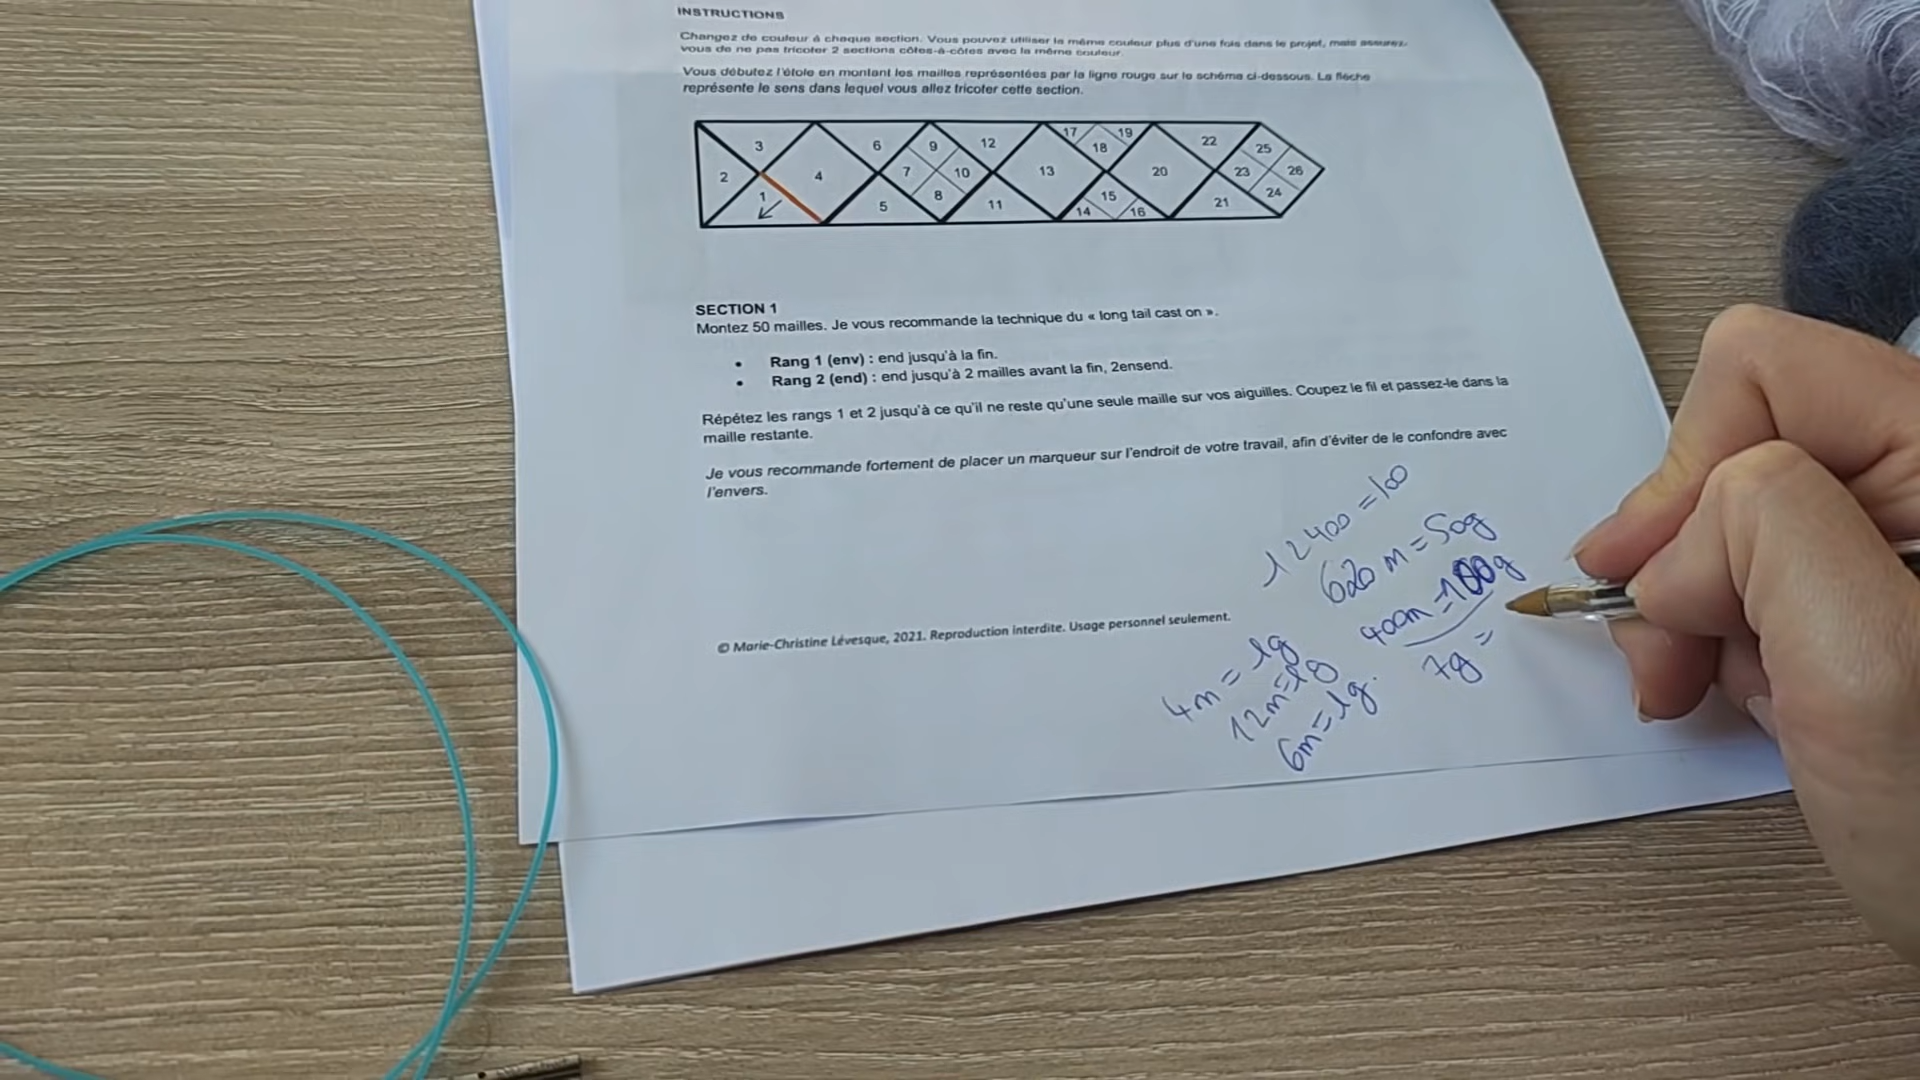 INSTRUCTIONS
Changez de couleur à chaque section. Vous pouvez utiliser la même couleur plus d'une fois dans le projet, mais assurez-
vous de ne pas tricoter 2 sections côtes-à-côtes avec la même couleur.
Vous débutez l'étole en montant les mailles représentées par la ligne rouge sur le schéma ci-dessous. La flèche
représente le sens dans lequel vous allez tricoter cette section.
3 6 9 12 17 19 22 25
18
2 4 7 10 13 20 23 26
1 8 15 24
5 11 14 16 21
SECTION 1
Montez 50 mailles. Je vous recommande la technique du « long tail cast on ».
• Rang 1 (env) : end jusqu'à la fin.
• Rang 2 (end) : end jusqu'à 2 mailles avant la fin, 2ensend.
Répétez les rangs 1 et 2 jusqu'à ce qu'il ne reste qu'une seule maille sur vos aiguilles. Coupez le fil et passez-le dans la
maille restante.
Je vous recommande fortement de placer un marqueur sur l'endroit de votre travail, afin d'éviter de le confondre avec
l'envers.
12400 = 100
620 m = 50g
400m = 100g
7g =
4m = 1g
12m = 1g
6m = 1g.
© Marie-Christine Lévesque, 2021. Reproduction interdite. Usage personnel seulement.